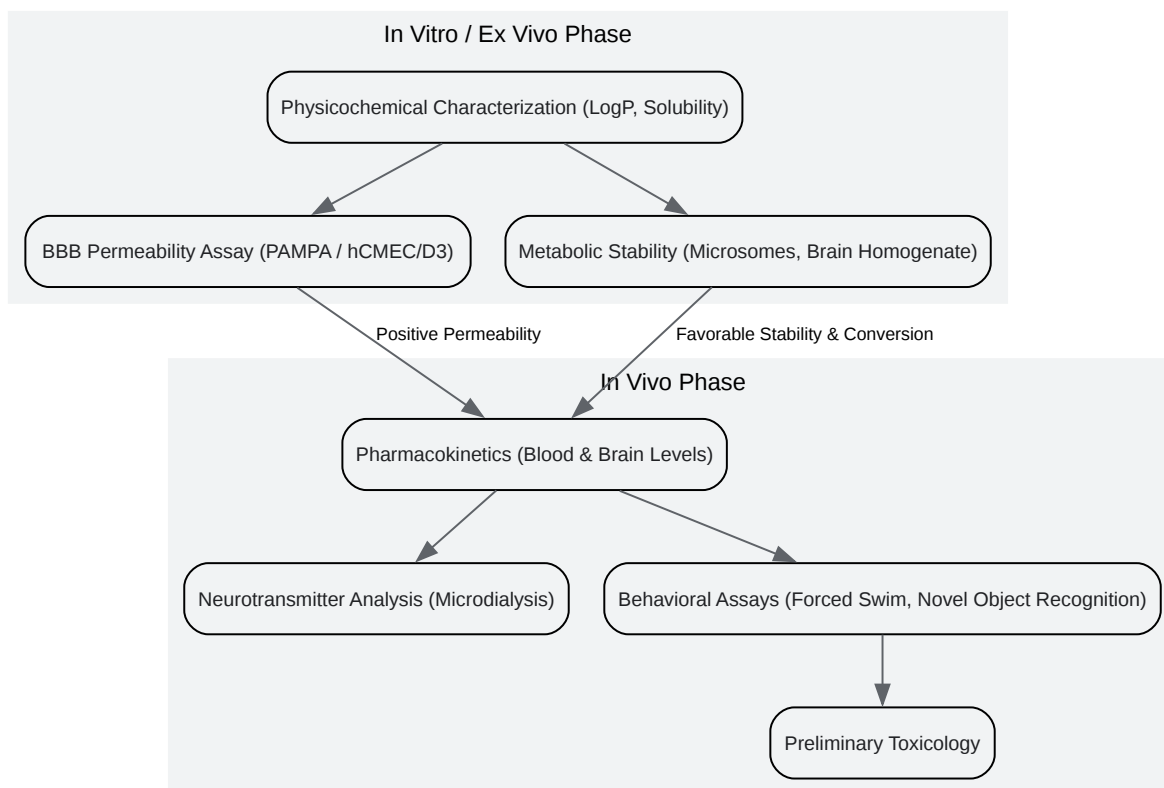 In Vitro / Ex Vivo Phase
Physicochemical Characterization (LogP, Solubility)
BBB Permeability Assay (PAMPA / hCMEC/D3)
Metabolic Stability (Microsomes, Brain Homogenate)
Positive Permeability
Favorable Stability & Conversion
In Vivo Phase
Pharmacokinetics (Blood & Brain Levels)
Neurotransmitter Analysis (Microdialysis)
Behavioral Assays (Forced Swim, Novel Object Recognition)
Preliminary Toxicology